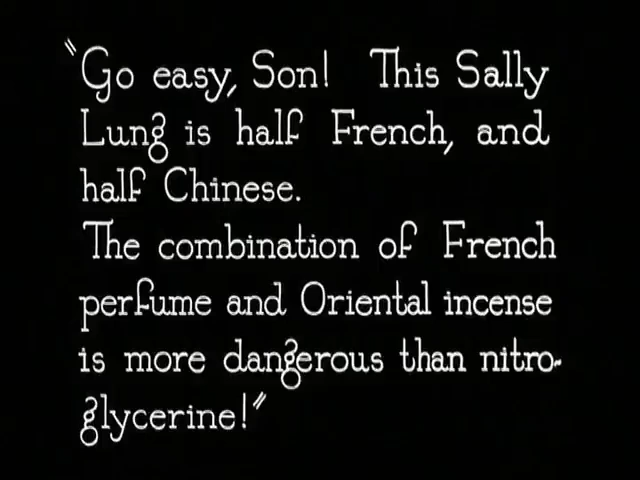 "Go easy, Son! This Sally
Lung is half French, and
half Chinese.
The combination of French
perfume and Oriental incense
is more dangerous than nitro-
glycerine!"